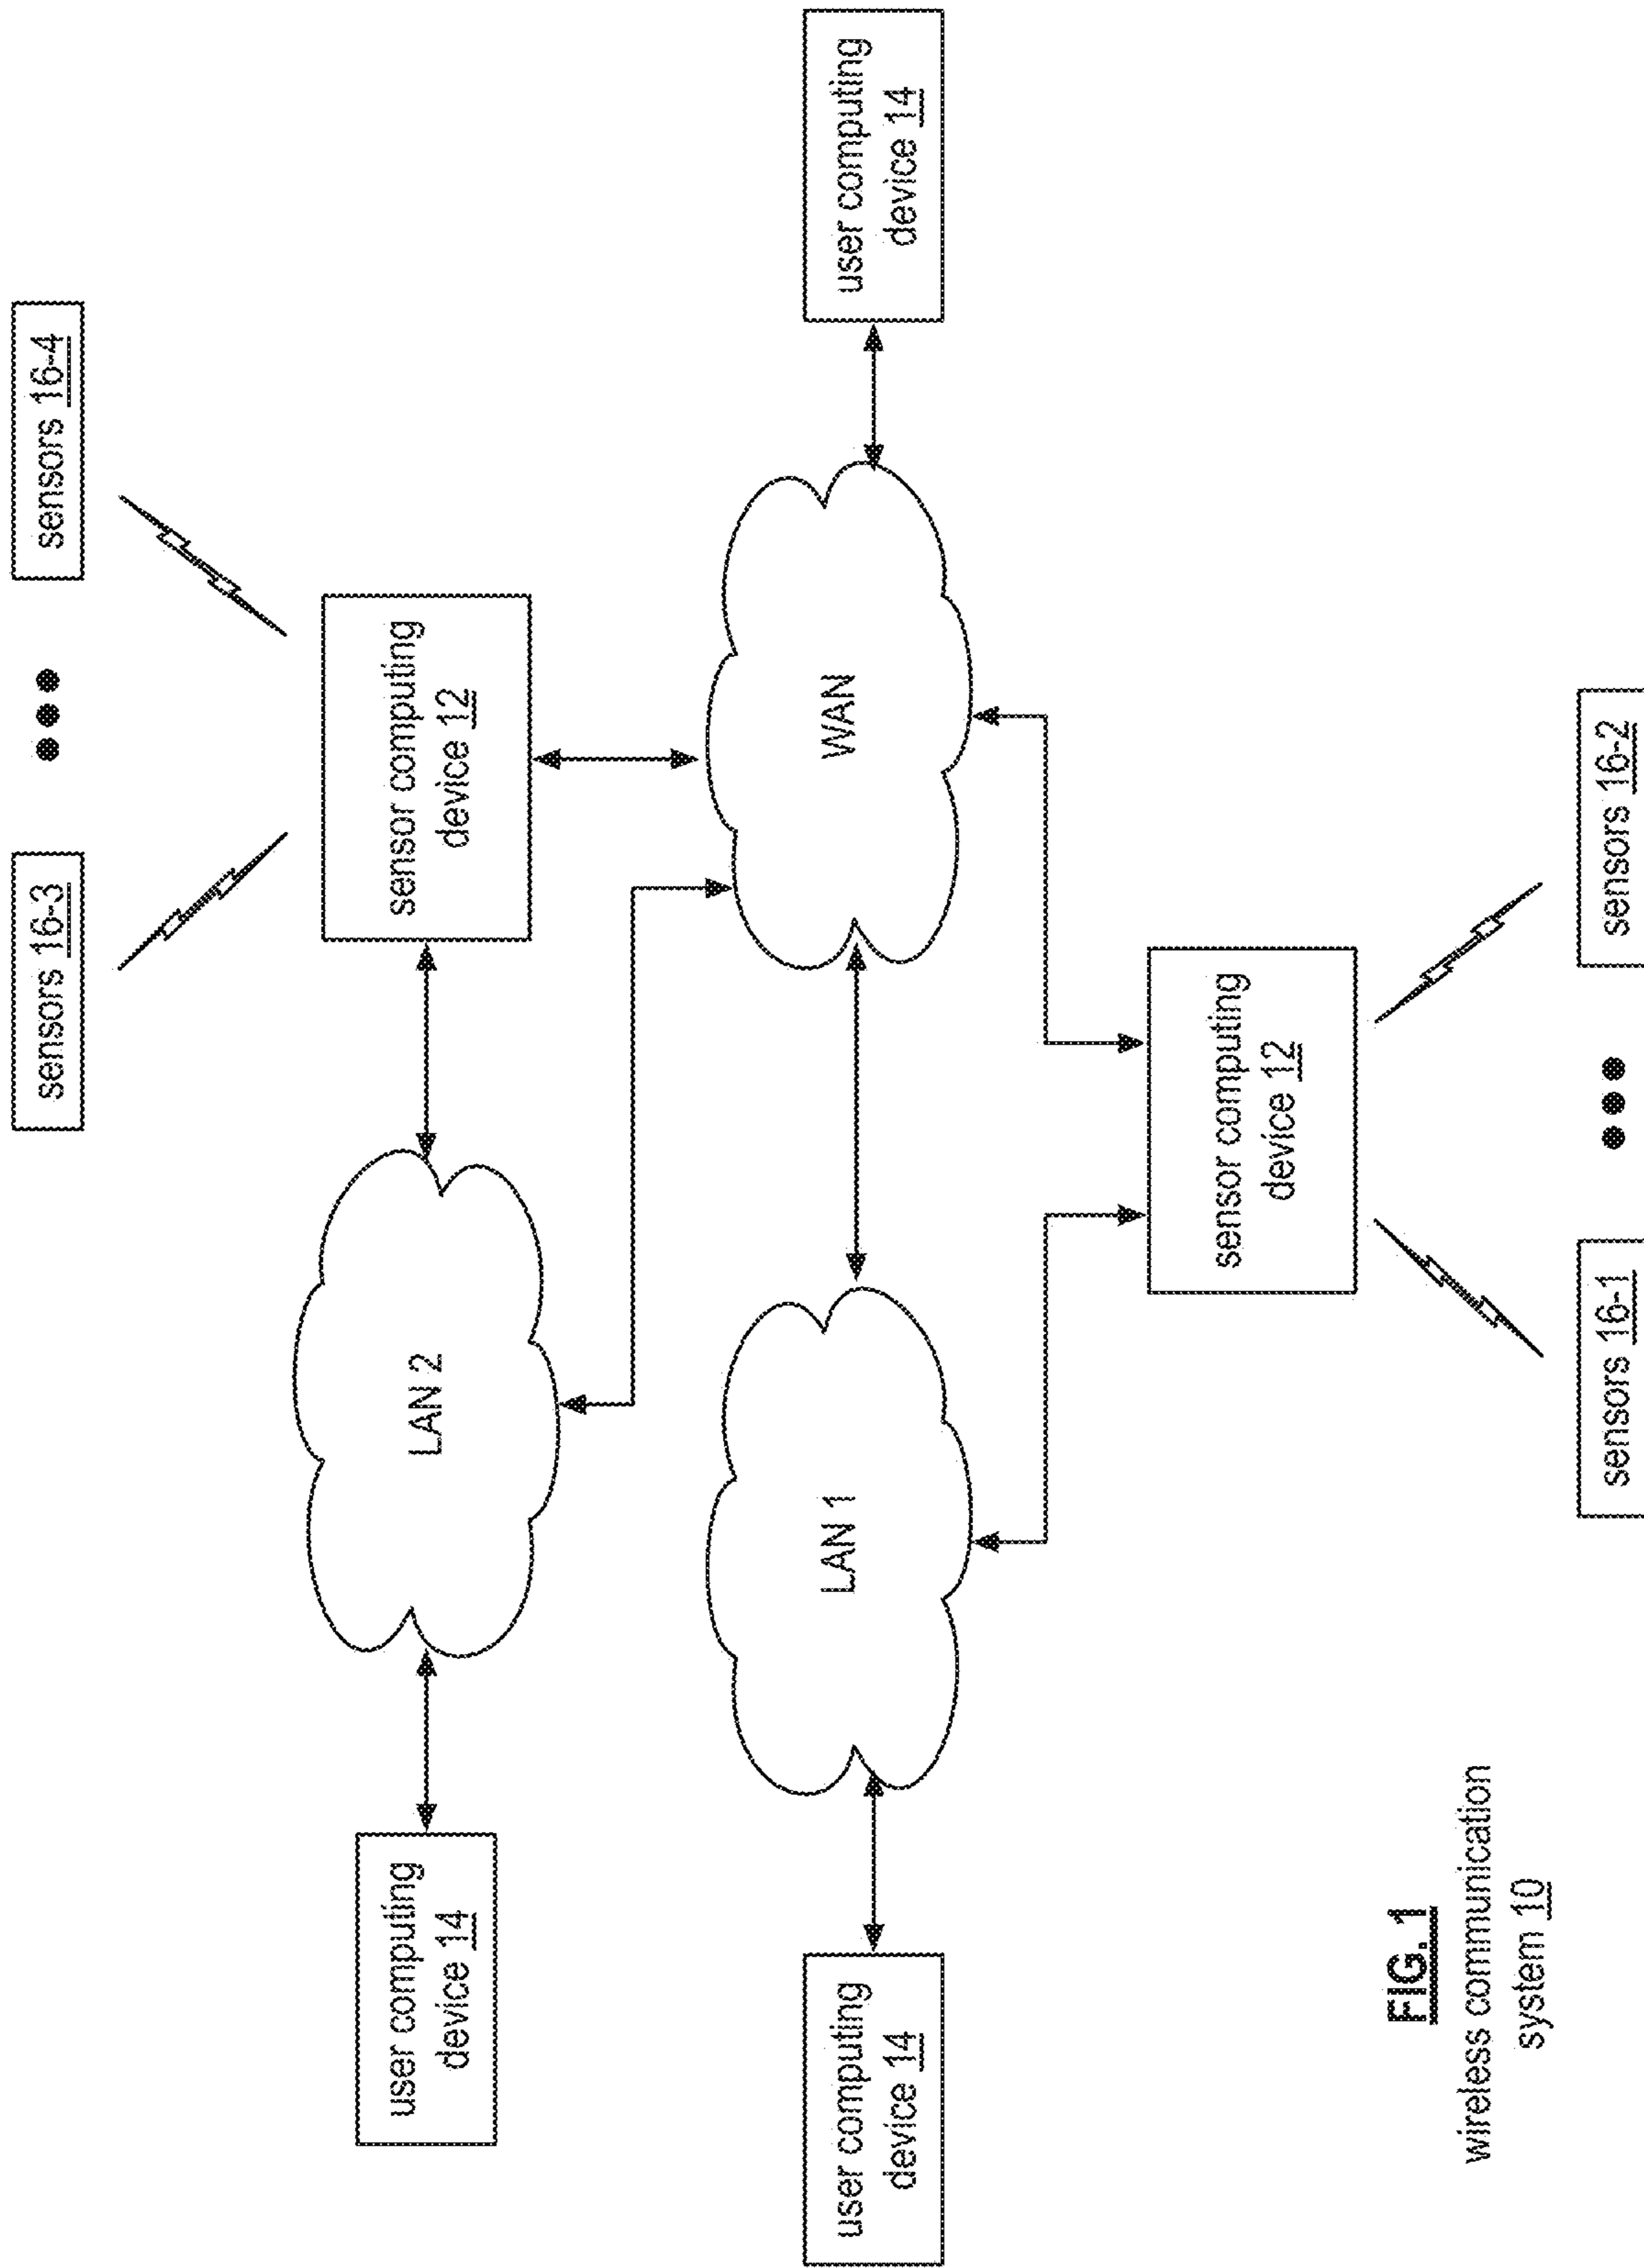 sensors 16-3
sensors 16-4
user computing
device 14
LAN 2
sensor computing
device 12
user computing
device 14
LAN 1
WAN
user computing
device 14
sensor computing
device 12
FIG. 1
wireless communication
system 10
sensors 16-1
sensors 16-2